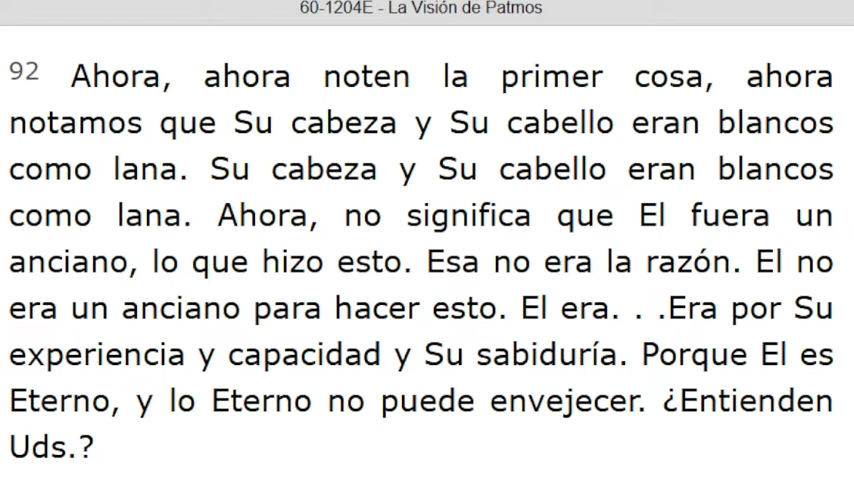 60-1204E - La Visión de Patmos
92 Ahora, ahora noten la primer cosa, ahora
notamos que Su cabeza y Su cabello eran blancos
como lana. Su cabeza y Su cabello eran blancos
como lana. Ahora, no significa que El fuera un
anciano, lo que hizo esto. Esa no era la razón. El no
era un anciano para hacer esto. El era. . .Era por Su
experiencia y capacidad y Su sabiduría. Porque El es
Eterno, y lo Eterno no puede envejecer. ¿Entienden
Uds.?